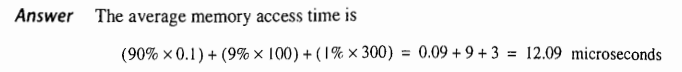 Answer The average memory access time is
(90% × 0.1) + (9% × 100) + (1% × 300) = 0.09 + 9 + 3 = 12.09 microseconds